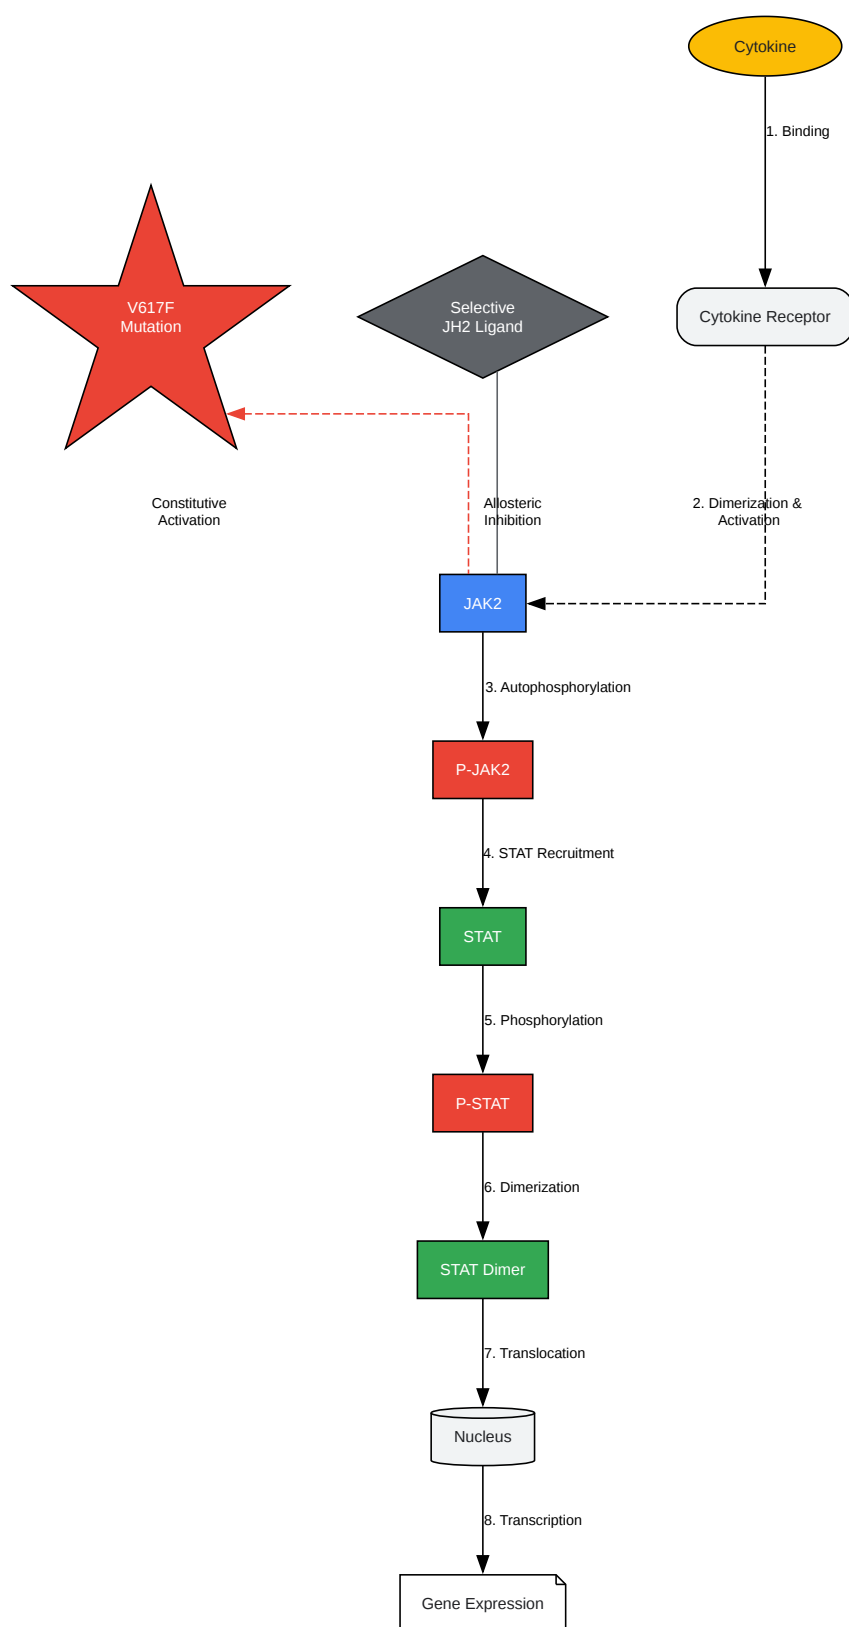 Cytokine
1. Binding
V617F
Mutation
Selective
JH2 Ligand
Cytokine Receptor
Constitutive
Activation
Allosteric
Inhibition
2. Dimerization &
Activation
JAK2
3. Autophosphorylation
P-JAK2
4. STAT Recruitment
STAT
5. Phosphorylation
P-STAT
6. Dimerization
STAT Dimer
7. Translocation
Nucleus
8. Transcription
Gene Expression